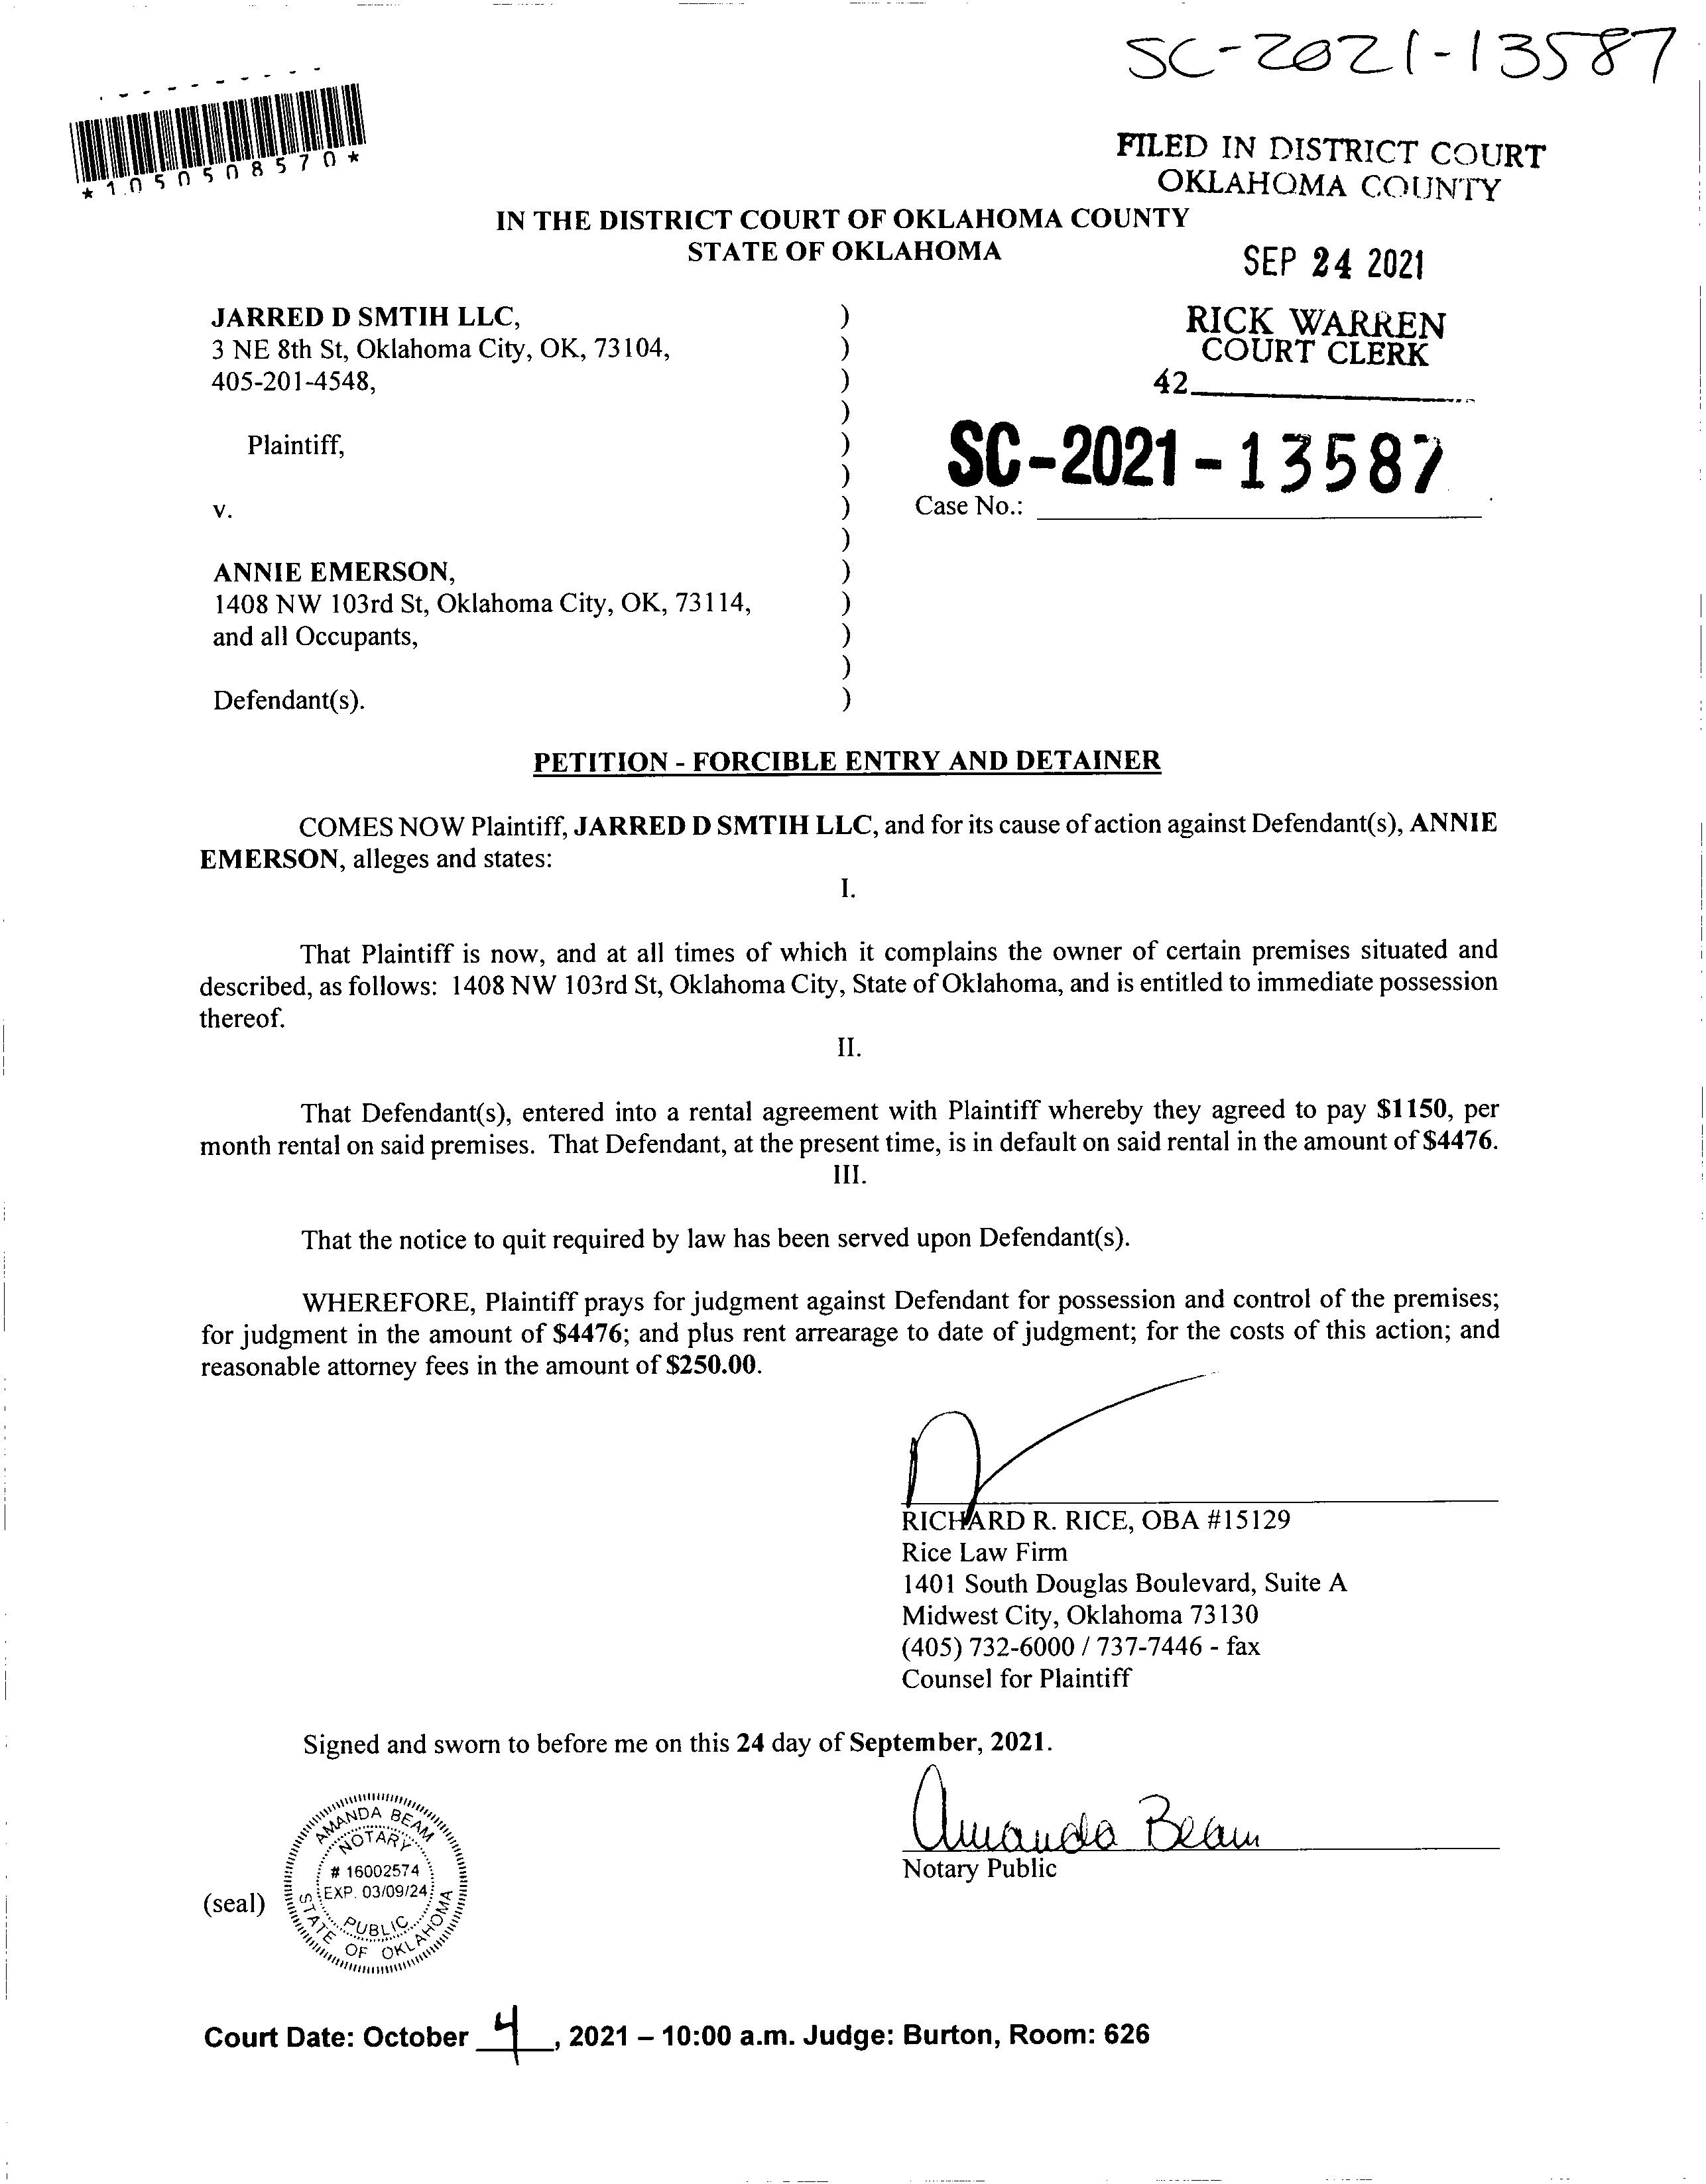 SC-2021-13587
*1050508570*
FILED IN DISTRICT COURT
OKLAHOMA COUNTY
IN THE DISTRICT COURT OF OKLAHOMA COUNTY
STATE OF OKLAHOMA
SEP 24 2021
JARRED D SMTIH LLC, )
3 NE 8th St, Oklahoma City, OK, 73104, )
405-201-4548, )
)
Plaintiff, )
)
v. )
)
ANNIE EMERSON, )
1408 NW 103rd St, Oklahoma City, OK, 73114, )
and all Occupants, )
)
Defendant(s). )
RICK WARREN
COURT CLERK
42
SC-2021-13587
Case No.:
PETITION - FORCIBLE ENTRY AND DETAINER
COMES NOW Plaintiff, JARRED D SMTIH LLC, and for its cause of action against Defendant(s), ANNIE
EMERSON, alleges and states:
I.
That Plaintiff is now, and at all times of which it complains the owner of certain premises situated and
described, as follows: 1408 NW 103rd St, Oklahoma City, State of Oklahoma, and is entitled to immediate possession
thereof.
II.
That Defendant(s), entered into a rental agreement with Plaintiff whereby they agreed to pay $1150, per
month rental on said premises. That Defendant, at the present time, is in default on said rental in the amount of $4476.
III.
That the notice to quit required by law has been served upon Defendant(s).
WHEREFORE, Plaintiff prays for judgment against Defendant for possession and control of the premises;
for judgment in the amount of $4476; and plus rent arrearage to date of judgment; for the costs of this action; and
reasonable attorney fees in the amount of $250.00.
RICHARD R. RICE, OBA #15129
Rice Law Firm
1401 South Douglas Boulevard, Suite A
Midwest City, Oklahoma 73130
(405) 732-6000 / 737-7446 - fax
Counsel for Plaintiff
Signed and sworn to before me on this 24 day of September, 2021.
Amanda Beam
Notary Public
(seal)
AMANDA BEAM
NOTARY
# 16002574
EXP. 03/09/24
PUBLIC
STATE OF OKLAHOMA
Court Date: October 4, 2021 – 10:00 a.m. Judge: Burton, Room: 626